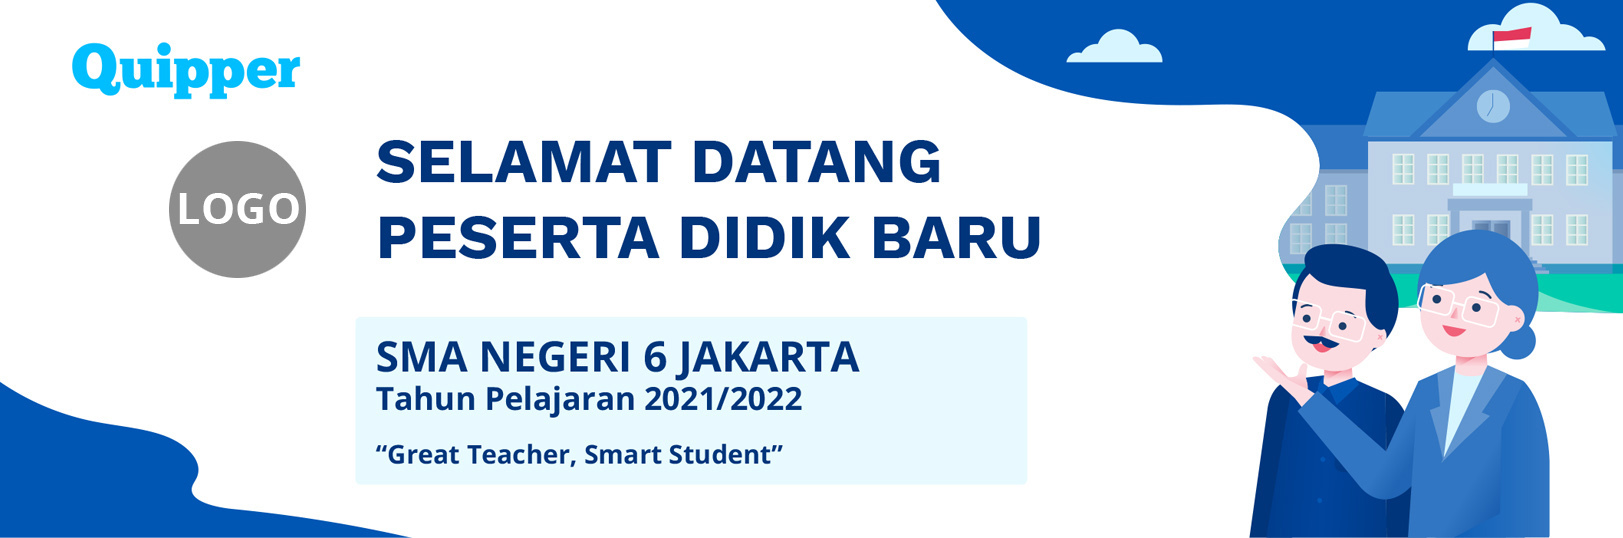 Quipper
LOGO
SELAMAT DATANG
PESERTA DIDIK BARU
SMA NEGERI 6 JAKARTA
Tahun Pelajaran 2021/2022
“Great Teacher, Smart Student”